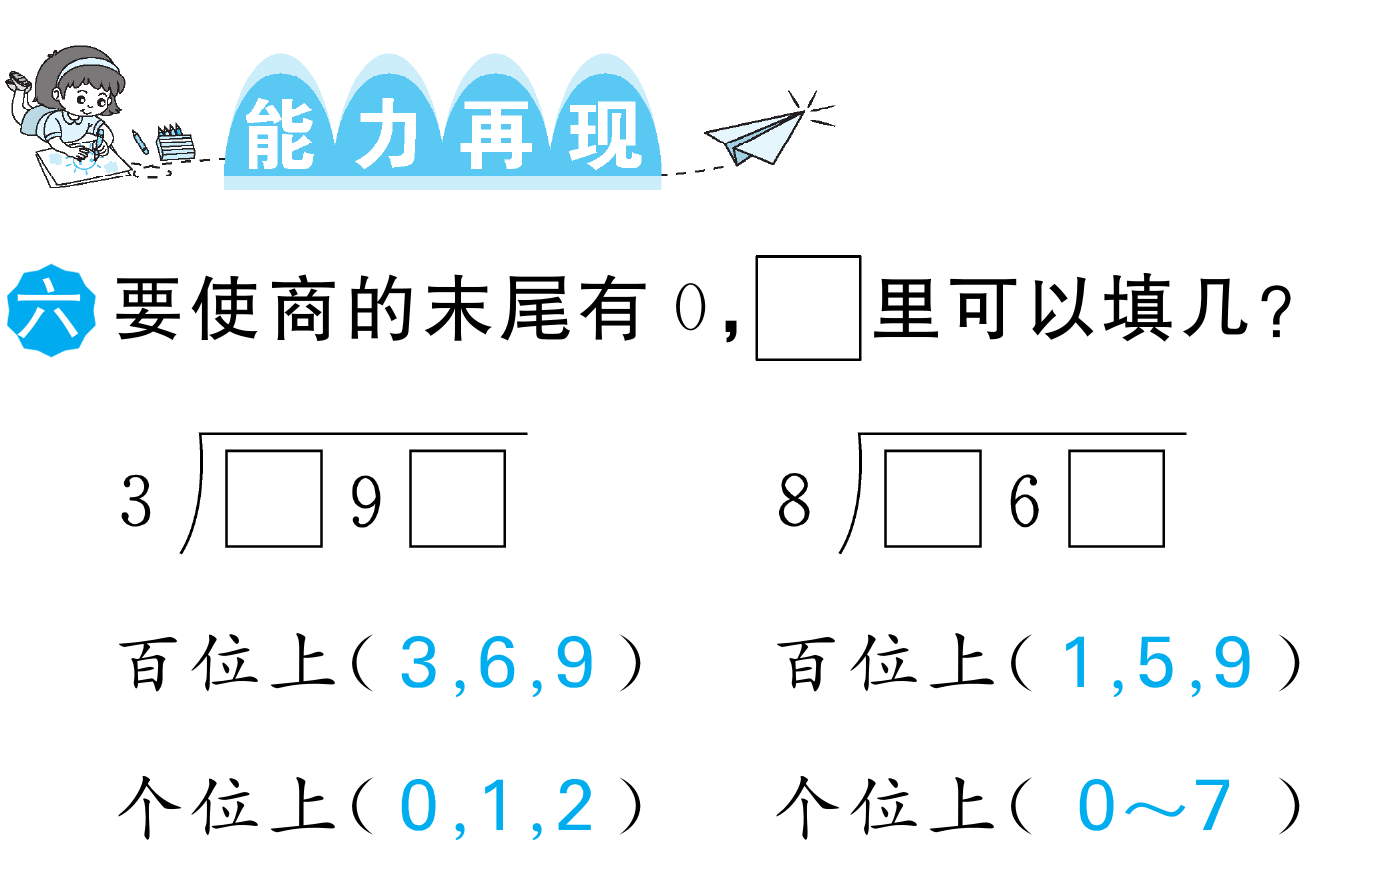 能力再现
六 要使商的末尾有 0,□里可以填几?
3 □ 9 □ 8 □ 6 □
百位上( 3,6,9 ) 百位上( 1,5,9 )
个位上( 0,1,2 ) 个位上( 0～7 )